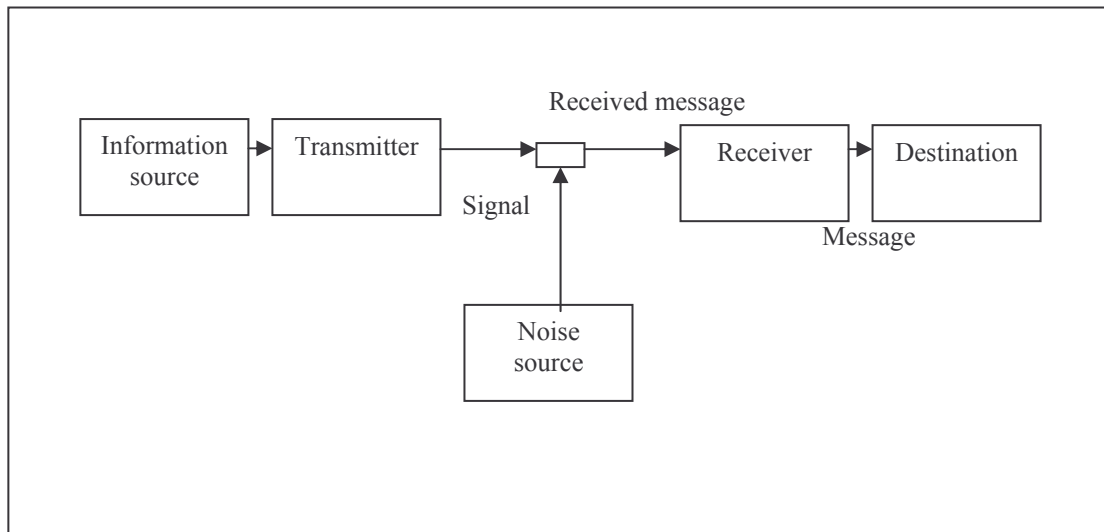 Received message
Information
source
Transmitter
Receiver
Destination
Signal
Message
Noise
source